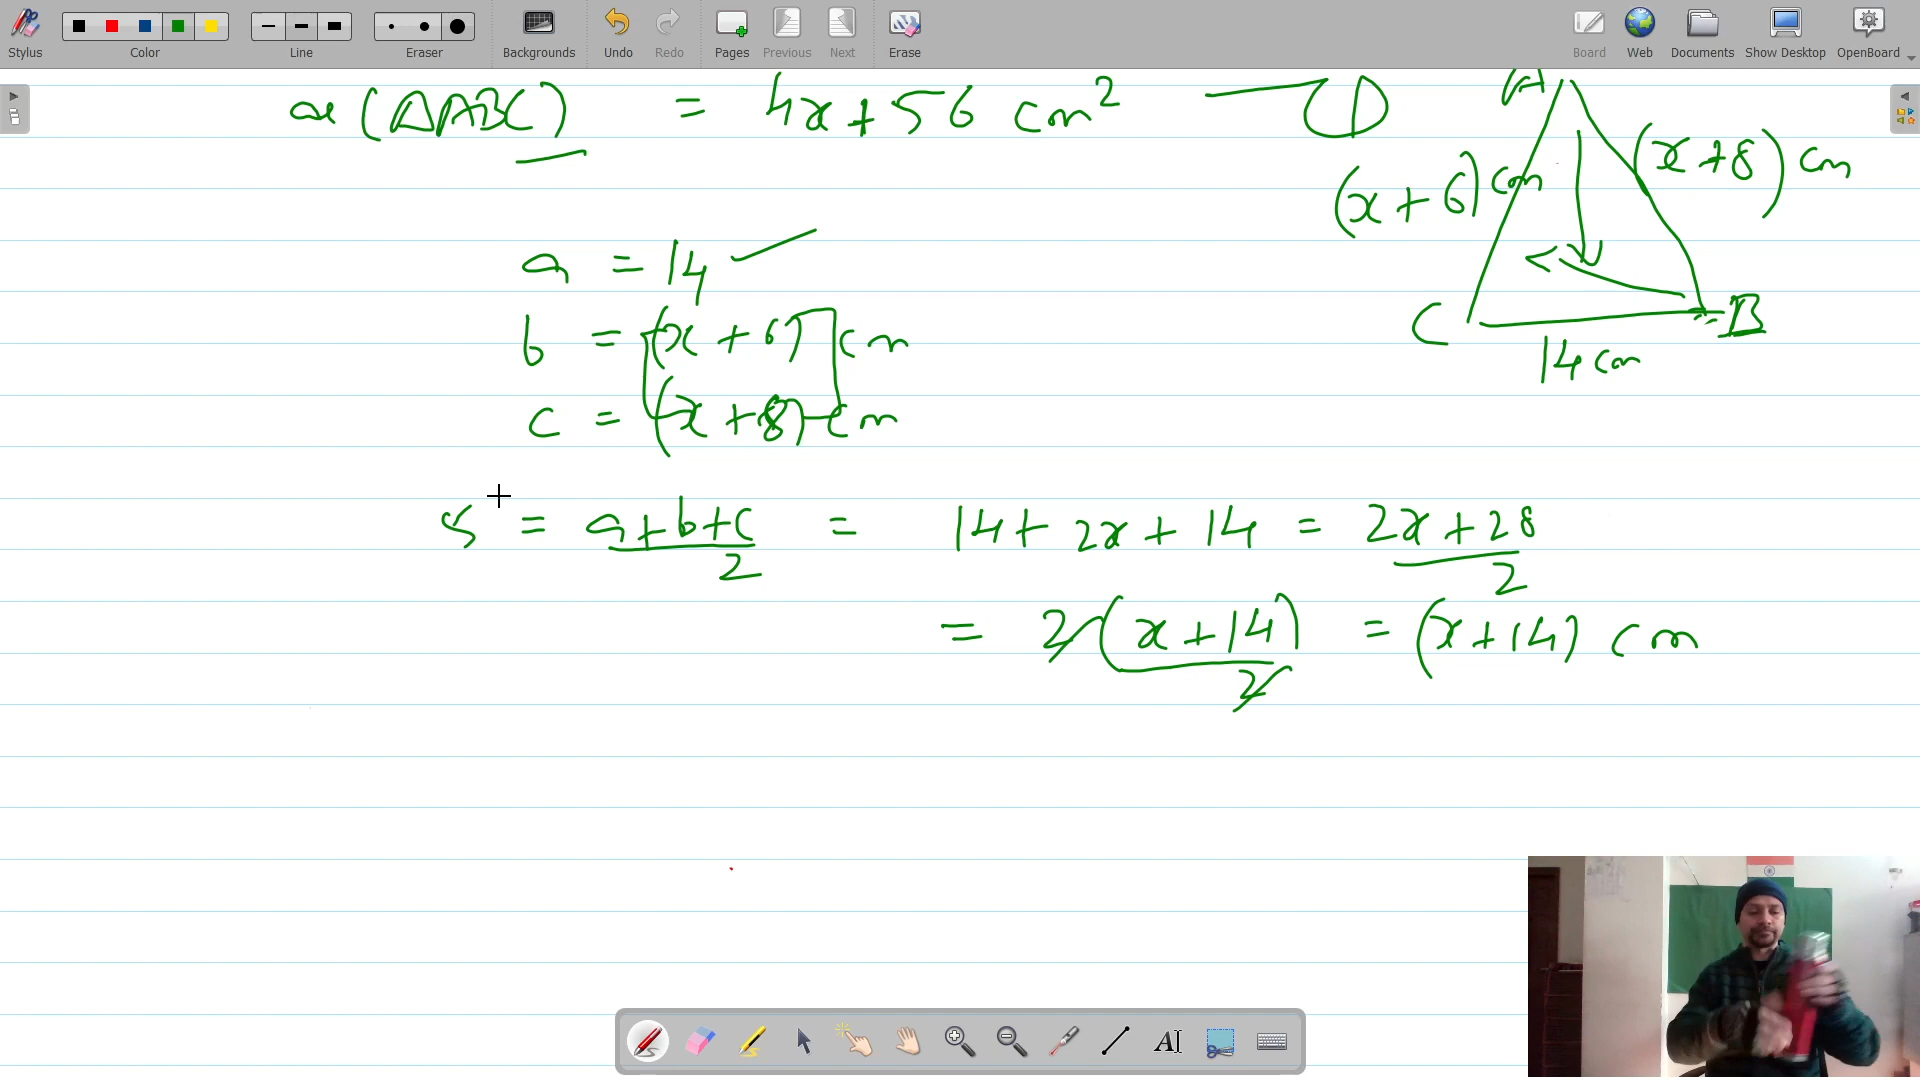 Stylus Color Line Eraser Backgrounds Undo Redo Pages Previous Next Erase Board Web Documents Show Desktop OpenBoard
ar (ΔABC) = 4x+56 cm² — ①
A
(x+6) cm
(x+8) cm
C
B
14 cm
a = 14 ✓
b = (x+6) cm
c = (x+8) cm
s = a+b+c / 2 = 14+ 2x + 14 = 2x+28 / 2
= 2(x+14) / 2 = (x+14) cm